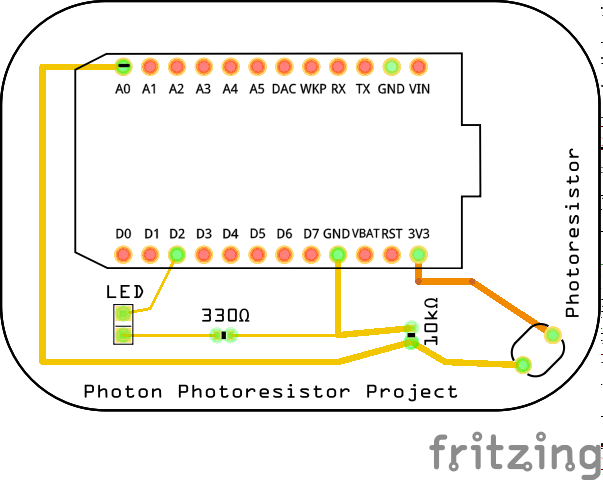 A0 A1 A2 A3 A4 A5 DAC WKP RX TX GND VIN
Photoresistor
D0 D1 D2 D3 D4 D5 D6 D7 GND VBAT RST 3V3
LED
330Ω
10kΩ
Photon Photoresistor Project
fritzing